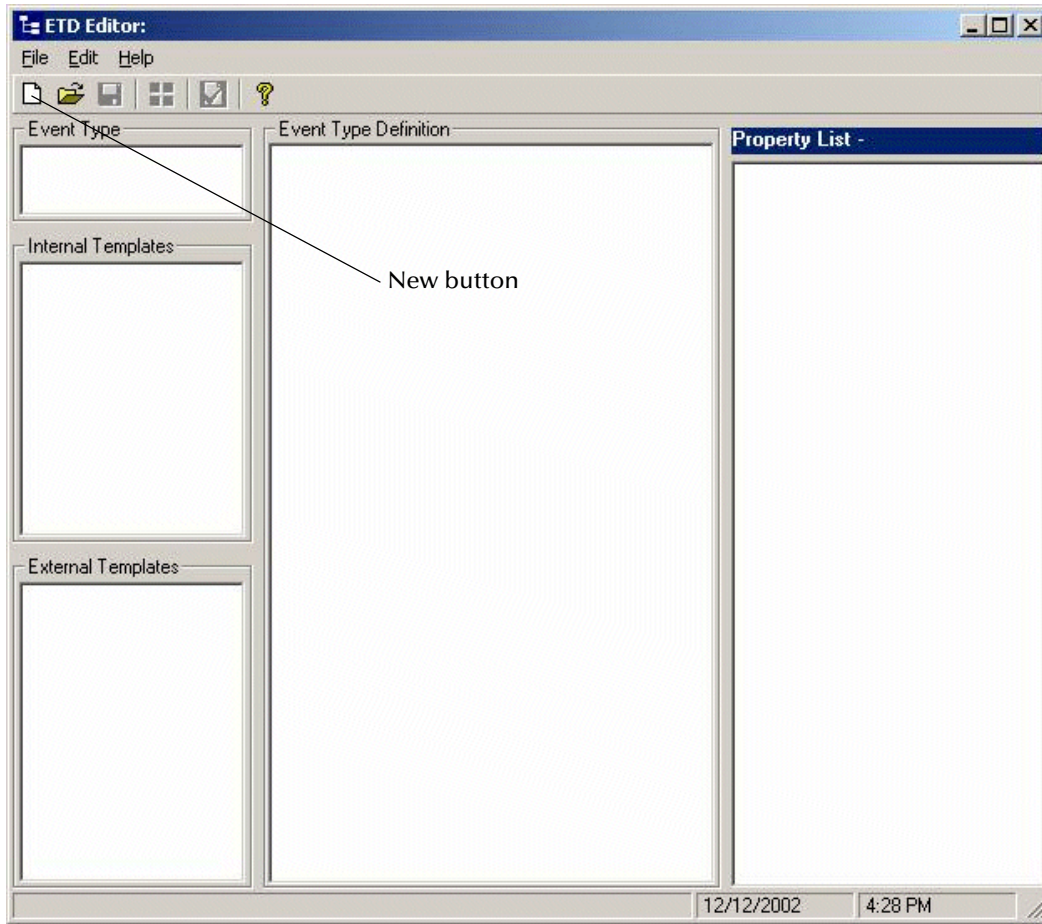 ETD Editor:
File Edit Help
Event Type
Event Type Definition
Property List -
Internal Templates
New button
External Templates
12/12/2002 4:28 PM